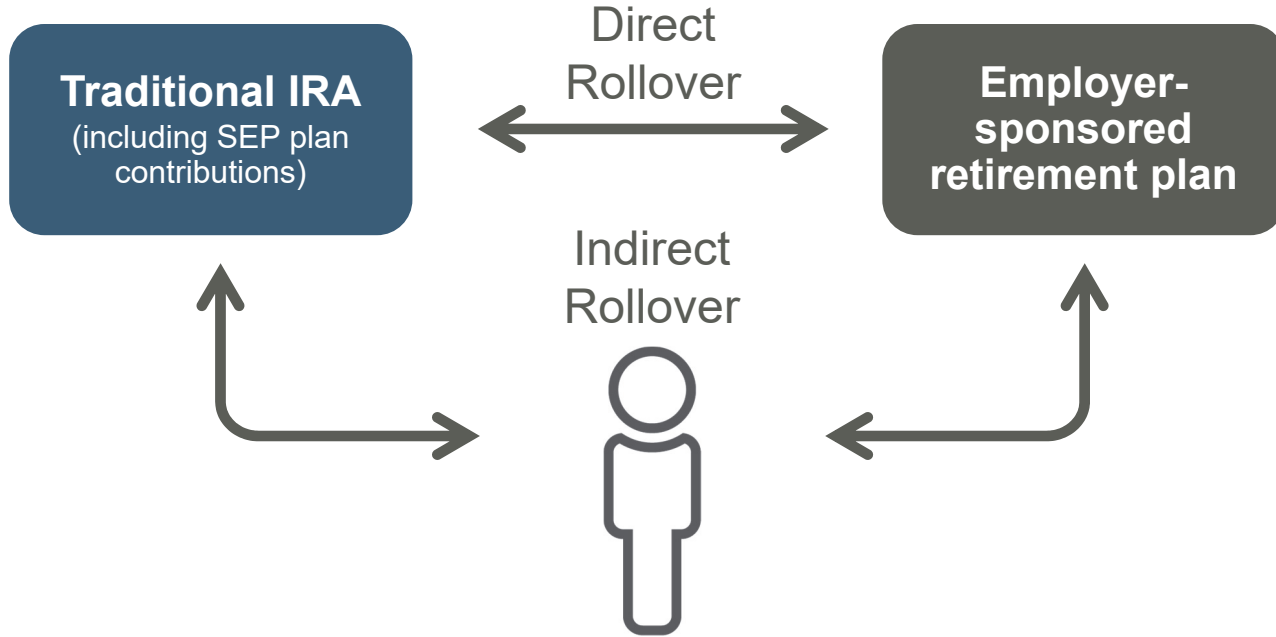 Traditional IRA
(including SEP plan
contributions)
Direct
Rollover
Employer-
sponsored
retirement plan
Indirect
Rollover